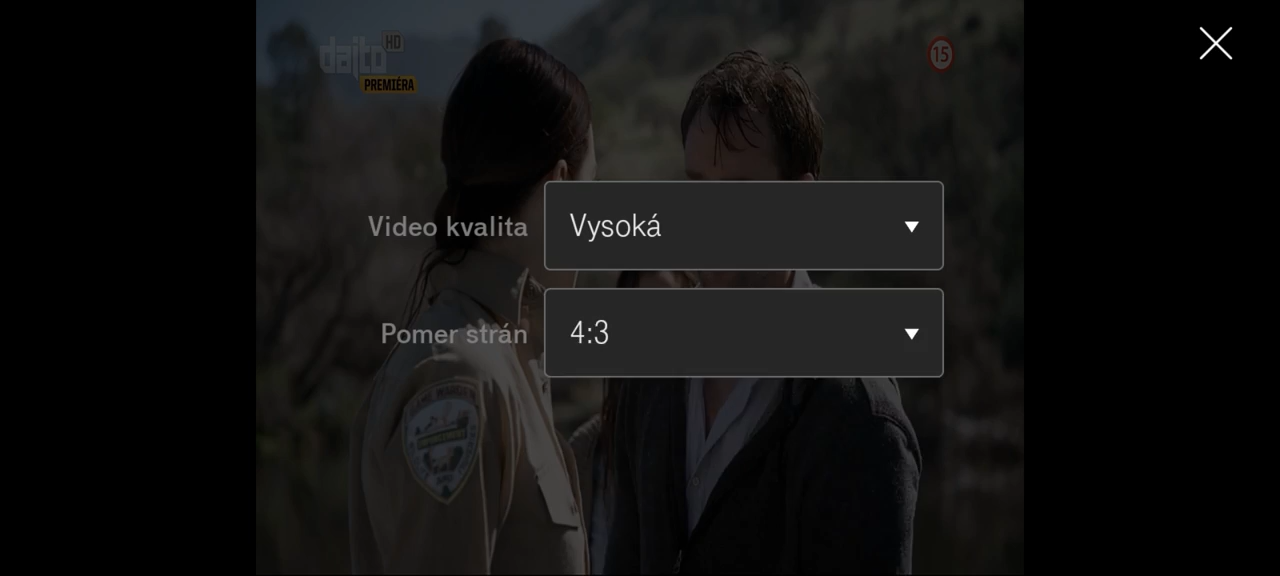 dajto HD
PREMIÉRA
15
Video kvalita
Vysoká
Pomer strán
4:3